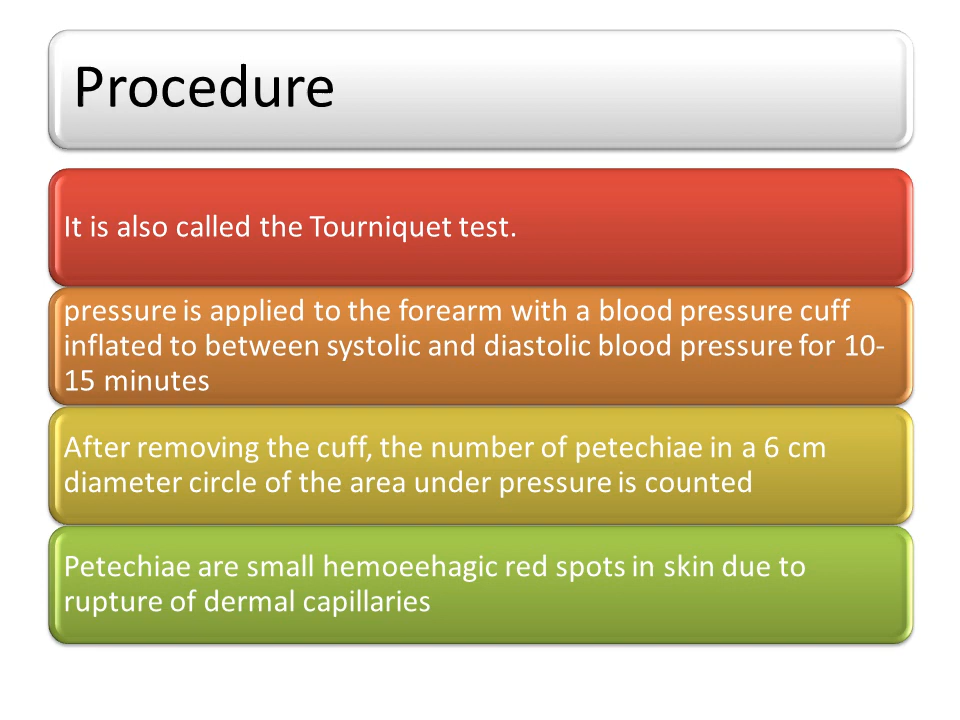 Procedure
It is also called the Tourniquet test.
pressure is applied to the forearm with a blood pressure cuff
inflated to between systolic and diastolic blood pressure for 10-
15 minutes
After removing the cuff, the number of petechiae in a 6 cm
diameter circle of the area under pressure is counted
Petechiae are small hemoeehagic red spots in skin due to
rupture of dermal capillaries